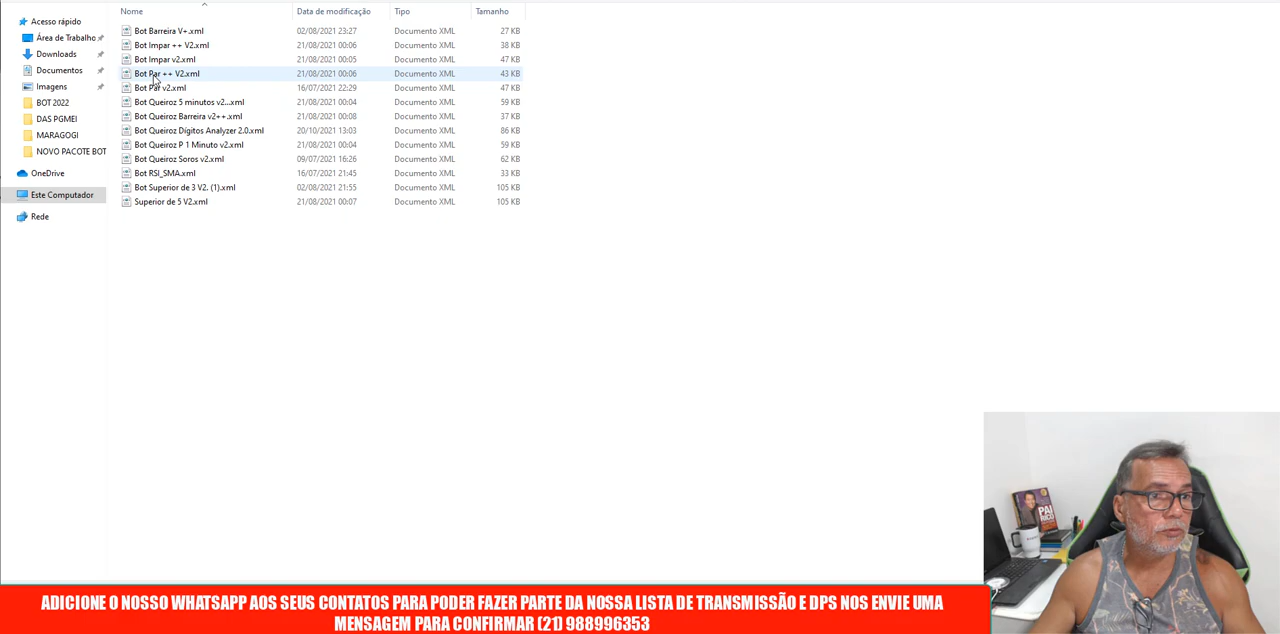 Nome Data de modificação Tipo Tamanho
Acesso rápido
Área de Trabalho
Downloads
Documentos
Imagens
BOT 2022
DAS PGMEI
MARAGOGI
NOVO PACOTE BOT
OneDrive
Este Computador
Rede
Bot Barreira V+.xml 02/08/2021 23:27 Documento XML 27 KB
Bot Impar ++ V2.xml 21/08/2021 00:06 Documento XML 38 KB
Bot Impar v2.xml 21/08/2021 00:05 Documento XML 47 KB
Bot Par ++ V2.xml 21/08/2021 00:06 Documento XML 43 KB
Bot Par v2.xml 16/07/2021 22:29 Documento XML 47 KB
Bot Queiroz 5 minutos v2...xml 21/08/2021 00:04 Documento XML 59 KB
Bot Queiroz Barreira v2++.xml 21/08/2021 00:08 Documento XML 37 KB
Bot Queiroz Dígitos Analyzer 2.0.xml 20/10/2021 13:03 Documento XML 86 KB
Bot Queiroz P 1 Minuto v2.xml 21/08/2021 00:04 Documento XML 59 KB
Bot Queiroz Soros v2.xml 09/07/2021 16:26 Documento XML 62 KB
Bot RSI_SMA.xml 16/07/2021 21:45 Documento XML 33 KB
Bot Superior de 3 V2. (1).xml 02/08/2021 21:55 Documento XML 105 KB
Superior de 5 V2.xml 21/08/2021 00:07 Documento XML 105 KB
PAI
RICO
ADICIONE O NOSSO WHATSAPP AOS SEUS CONTATOS PARA PODER FAZER PARTE DA NOSSA LISTA DE TRANSMISSÃO E DPS NOS ENVIE UMA
MENSAGEM PARA CONFIRMAR (21) 988996353